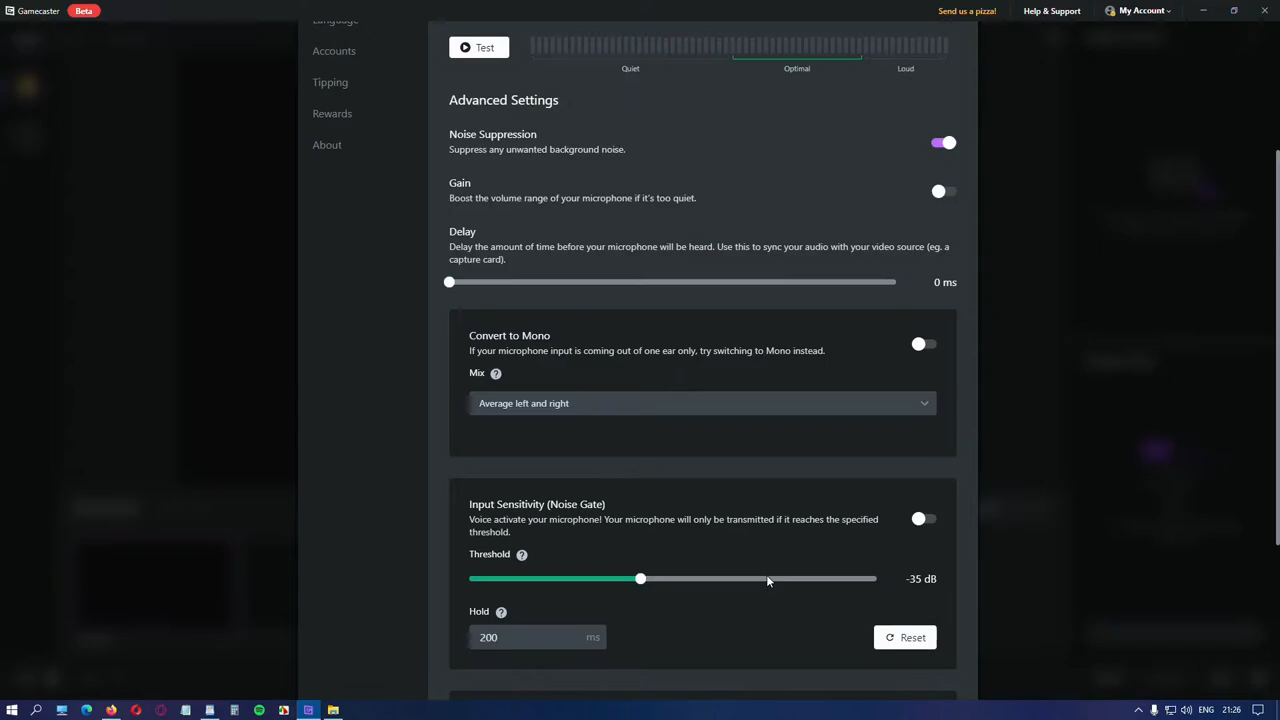 Gamecaster Beta Send us a pizza! Help & Support My Account
Language
Accounts
Tipping
Rewards
About
Test
Quiet Optimal Loud
Advanced Settings
Noise Suppression
Suppress any unwanted background noise.
Gain
Boost the volume range of your microphone if it's too quiet.
Delay
Delay the amount of time before your microphone will be heard. Use this to sync your audio with your video source (eg. a
capture card).
0 ms
Convert to Mono
If your microphone input is coming out of one ear only, try switching to Mono instead.
Mix ?
Average left and right
Input Sensitivity (Noise Gate)
Voice activate your microphone! Your microphone will only be transmitted if it reaches the specified
threshold.
Threshold ?
-35 dB
Hold ?
200 ms
Reset
ENG 21:26